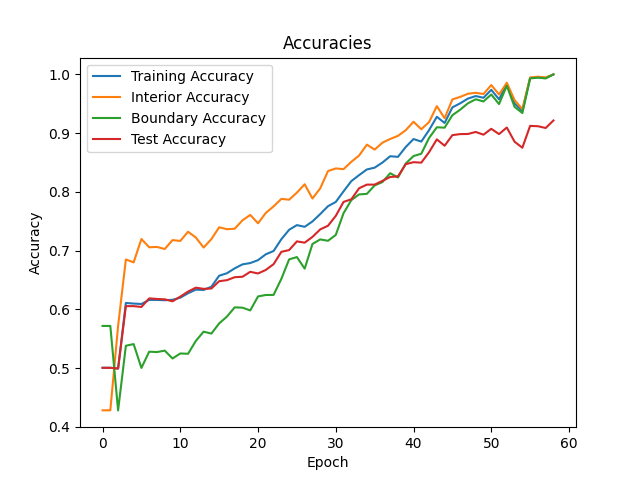 Accuracies
Training Accuracy
Interior Accuracy
Boundary Accuracy
Test Accuracy
Accuracy
1.0
0.9
0.8
0.7
0.6
0.5
0.4
0 10 20 30 40 50 60
Epoch